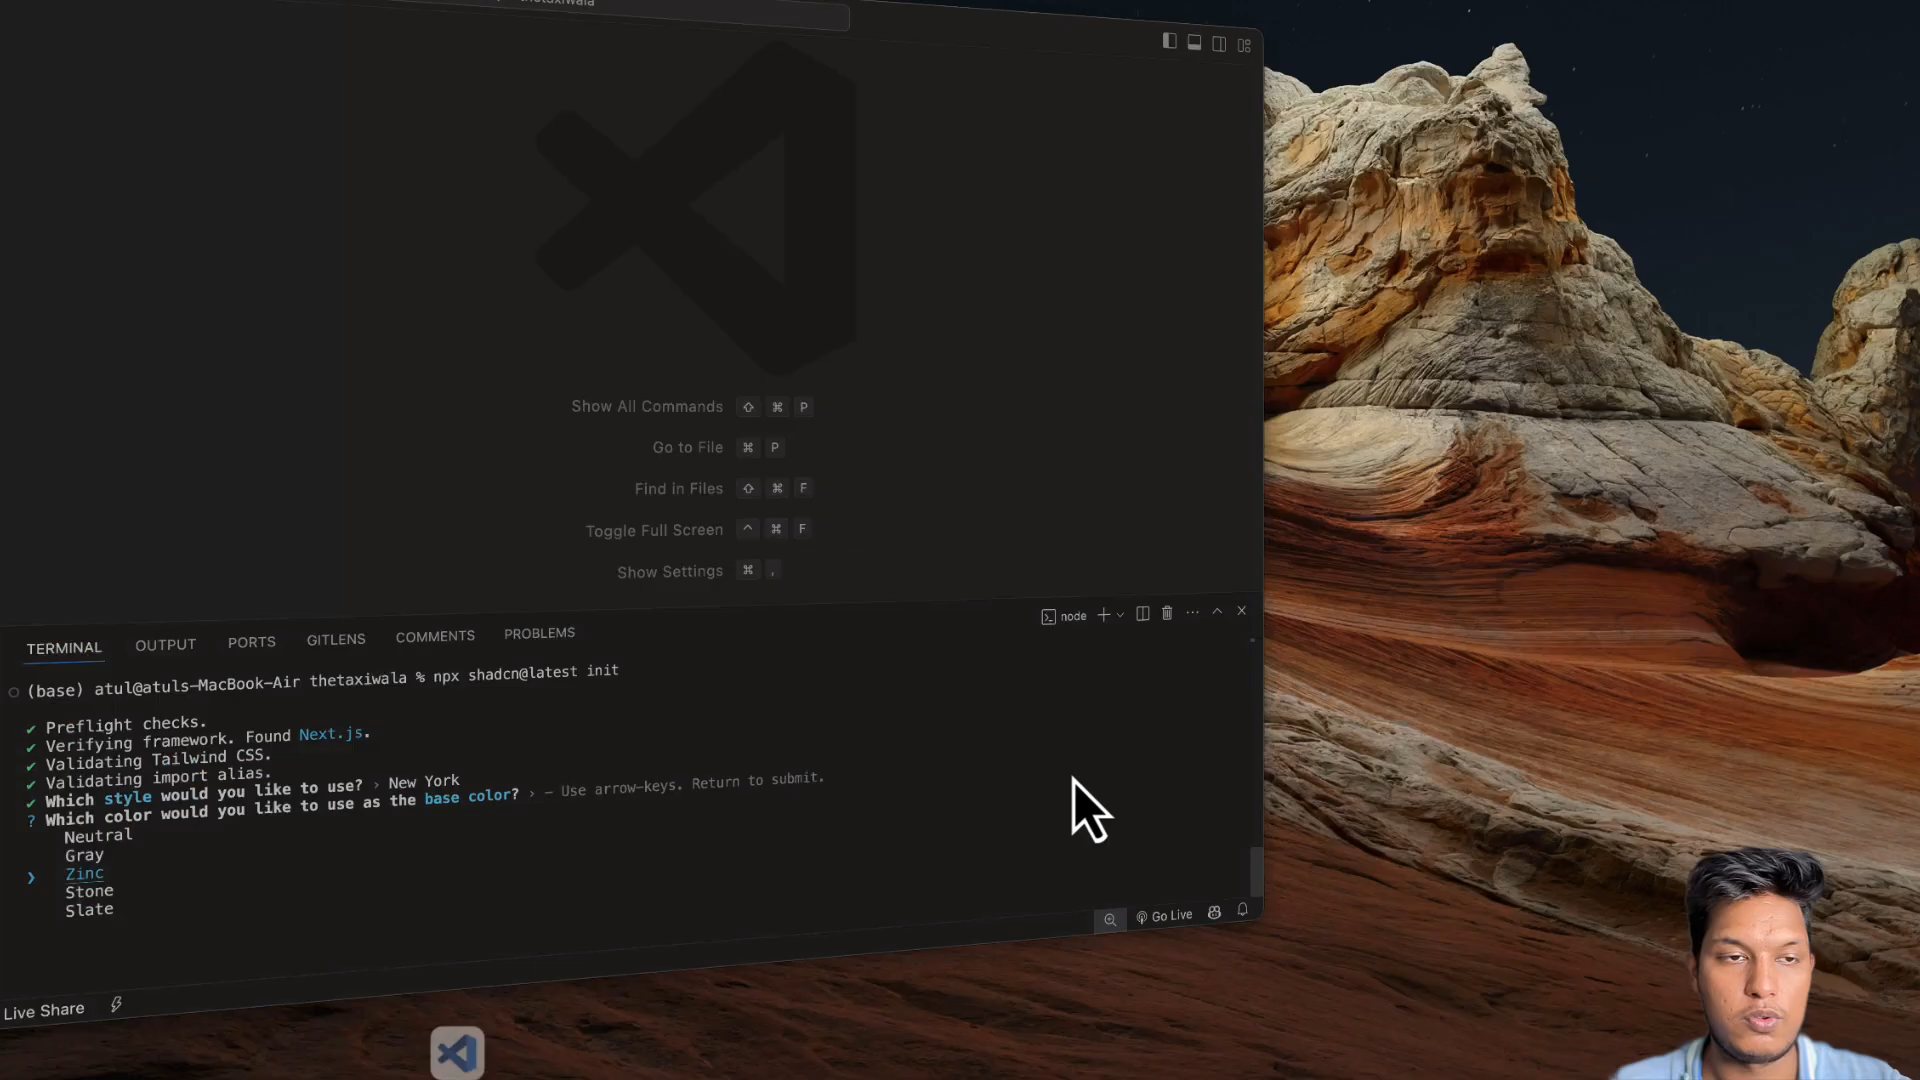 thetaxiwala
Show All Commands ⇧ ⌘ P
Go to File ⌘ P
Find in Files ⇧ ⌘ F
Toggle Full Screen ^ ⌘ F
Show Settings ⌘ ,
TERMINAL OUTPUT PORTS GITLENS COMMENTS PROBLEMS node
(base) atul@atuls-MacBook-Air thetaxiwala % npx shadcn@latest init
✔ Preflight checks.
✔ Verifying framework. Found Next.js.
✔ Validating Tailwind CSS.
✔ Validating import alias.
✔ Which style would you like to use? › New York
? Which color would you like to use as the base color? › – Use arrow-keys. Return to submit.
Neutral
Gray
❯ Zinc
Stone
Slate
Go Live
Live Share